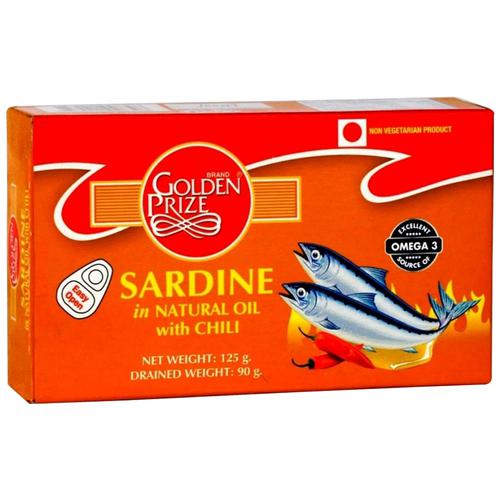 BRAND
GOLDEN
PRIZE
®
NON VEGETARIAN PRODUCT
EXCELLENT
OMEGA 3
SOURCE OF
Easy
Open
SARDINE
in NATURAL OIL
with CHILI
NET WEIGHT: 125 g.
DRAINED WEIGHT: 90 g.